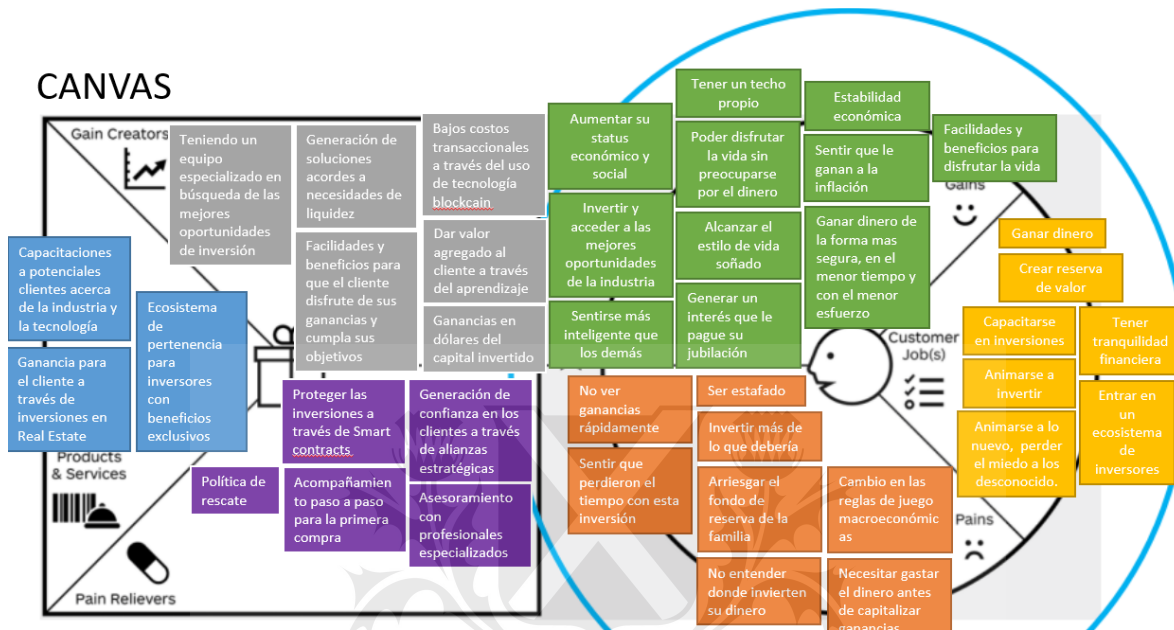 CANVAS
Gain Creators
Teniendo un
equipo
especializado en
búsqueda de las
mejores
oportunidades
de inversión
Generación de
soluciones
acordes a
necesidades de
liquidez
Bajos costos
transaccionales
a través del uso
de tecnología
blockcain
Facilidades y
beneficios para
que el cliente
disfrute de sus
ganancias y
cumpla sus
objetivos
Dar valor
agregado al
cliente a través
del aprendizaje
Ganancias en
dólares del
capital invertido
Capacitaciones
a potenciales
clientes acerca
de la industria y
la tecnología
Ganancia para
el cliente a
través de
inversiones en
Real Estate
Ecosistema
de
pertenencia
para
inversores
con
beneficios
exclusivos
Products
& Services
Proteger las
inversiones a
través de Smart
contracts
Generación de
confianza en los
clientes a través
de alianzas
estratégicas
Política de
rescate
Acompañamien
to paso a paso
para la primera
compra
Asesoramiento
con
profesionales
especializados
Pain Relievers
Aumentar su
status
económico y
social
Tener un techo
propio
Estabilidad
económica
Facilidades y
beneficios para
disfrutar la vida
Poder disfrutar
la vida sin
preocuparse
por el dinero
Sentir que le
ganan a la
inflación
Gains
Invertir y
acceder a las
mejores
oportunidades
de la industria
Alcanzar el
estilo de vida
soñado
Ganar dinero de
la forma mas
segura, en el
menor tiempo y
con el menor
esfuerzo
Sentirse más
inteligente que
los demás
Generar un
interés que le
pague su
jubilación
Customer
Job(s)
Ganar dinero
Crear reserva
de valor
Capacitarse
en inversiones
Tener
tranquilidad
financiera
Animarse a
invertir
Entrar en
un
ecosistema
de
inversores
Animarse a lo
nuevo, perder
el miedo a los
desconocido.
No ver
ganancias
rápidamente
Ser estafado
Invertir más de
lo que debería
Sentir que
perdieron el
tiempo con esta
inversión
Arriesgar el
fondo de
reserva de la
familia
Cambio en las
reglas de juego
macroeconómic
as
Pains
No entender
donde invierten
su dinero
Necesitar gastar
el dinero antes
de capitalizar
ganancias